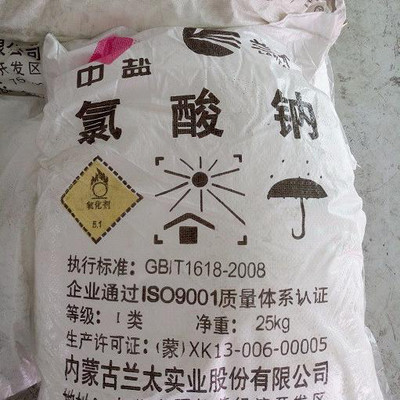 中盐
氯酸钠
氧化剂
5.1
执行标准：GB/T1618-2008
企业通过ISO9001质量体系认证
等级：I类 净重：25kg
生产许可证：(蒙)XK13-006-00005
内蒙古兰太实业股份有限公司
限公司
开发区